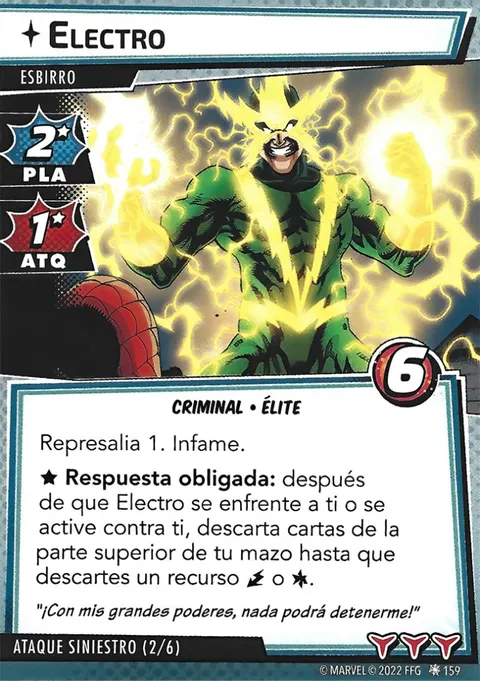 ELECTRO
ESBIRRO
2
PLA
1
ATQ
6
CRIMINAL • ÉLITE
Represalia 1. Infame.
★ Respuesta obligada: después
de que Electro se enfrente a ti o se
active contra ti, descarta cartas de la
parte superior de tu mazo hasta que
descartes un recurso o .
"¡Con mis grandes poderes, nada podrá detenerme!"
ATAQUE SINIESTRO (2/6)
© MARVEL © 2022 FFG 159